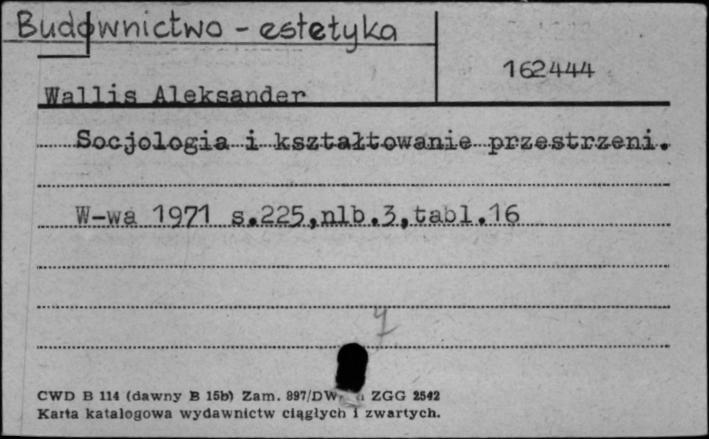 Budownictwo - estetyka
162444
Wallis Aleksander
Socjologia i kształtowanie przestrzeni.
W-wa 1971 s.225,nlb.3,tabl.16
CWD B 114 (dawny B 15b) Zam. 897/DW ZGG 2542
Karta katalogowa wydawnictw ciągłych i zwartych.